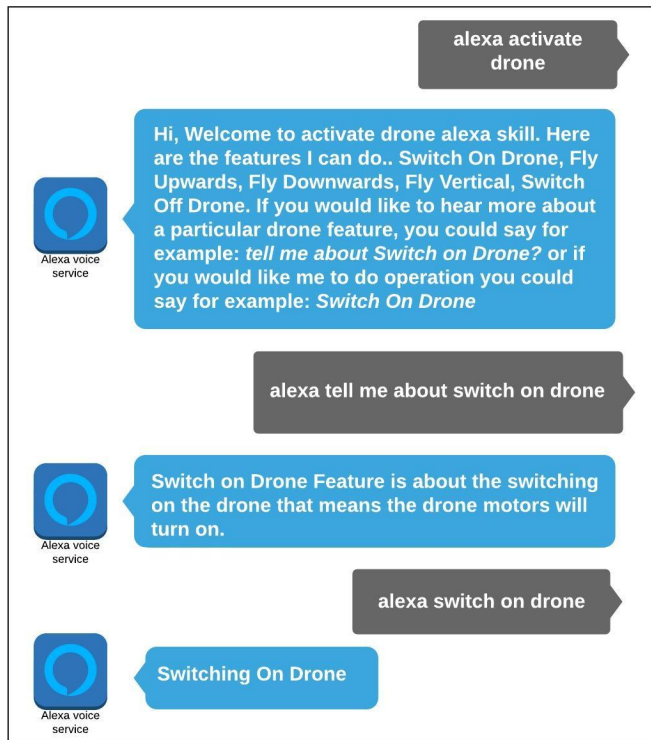 alexa activate
drone
Hi, Welcome to activate drone alexa skill. Here
are the features I can do.. Switch On Drone, Fly
Upwards, Fly Downwards, Fly Vertical, Switch
Off Drone. If you would like to hear more about
a particular drone feature, you could say for
example: tell me about Switch on Drone? or if
you would like me to do operation you could
say for example: Switch On Drone
Alexa voice
service
alexa tell me about switch on drone
Switch on Drone Feature is about the switching
on the drone that means the drone motors will
turn on.
Alexa voice
service
alexa switch on drone
Switching On Drone
Alexa voice
service